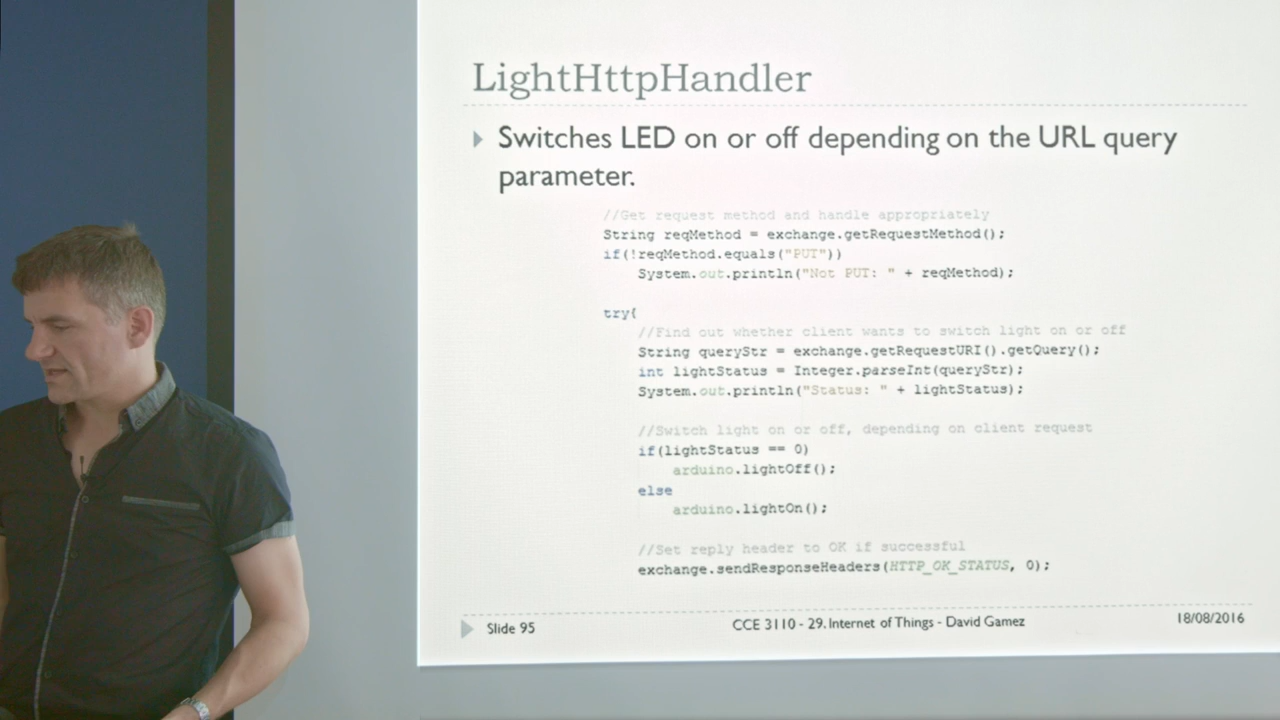 LightHttpHandler
Switches LED on or off depending on the URL query
parameter.
//Get request method and handle appropriately
String reqMethod = exchange.getRequestMethod();
if(!reqMethod.equals("PUT"))
System.out.println("Not PUT: " + reqMethod);
try{
//Find out whether client wants to switch light on or off
String queryStr = exchange.getRequestURI().getQuery();
int lightStatus = Integer.parseInt(queryStr);
System.out.println("Status: " + lightStatus);
//Switch light on or off, depending on client request
if(lightStatus == 0)
arduino.lightOff();
else
arduino.lightOn();
//Set reply header to OK if successful
exchange.sendResponseHeaders(HTTP_OK_STATUS, 0);
Slide 95 CCE 3110 - 29. Internet of Things - David Gamez 18/08/2016